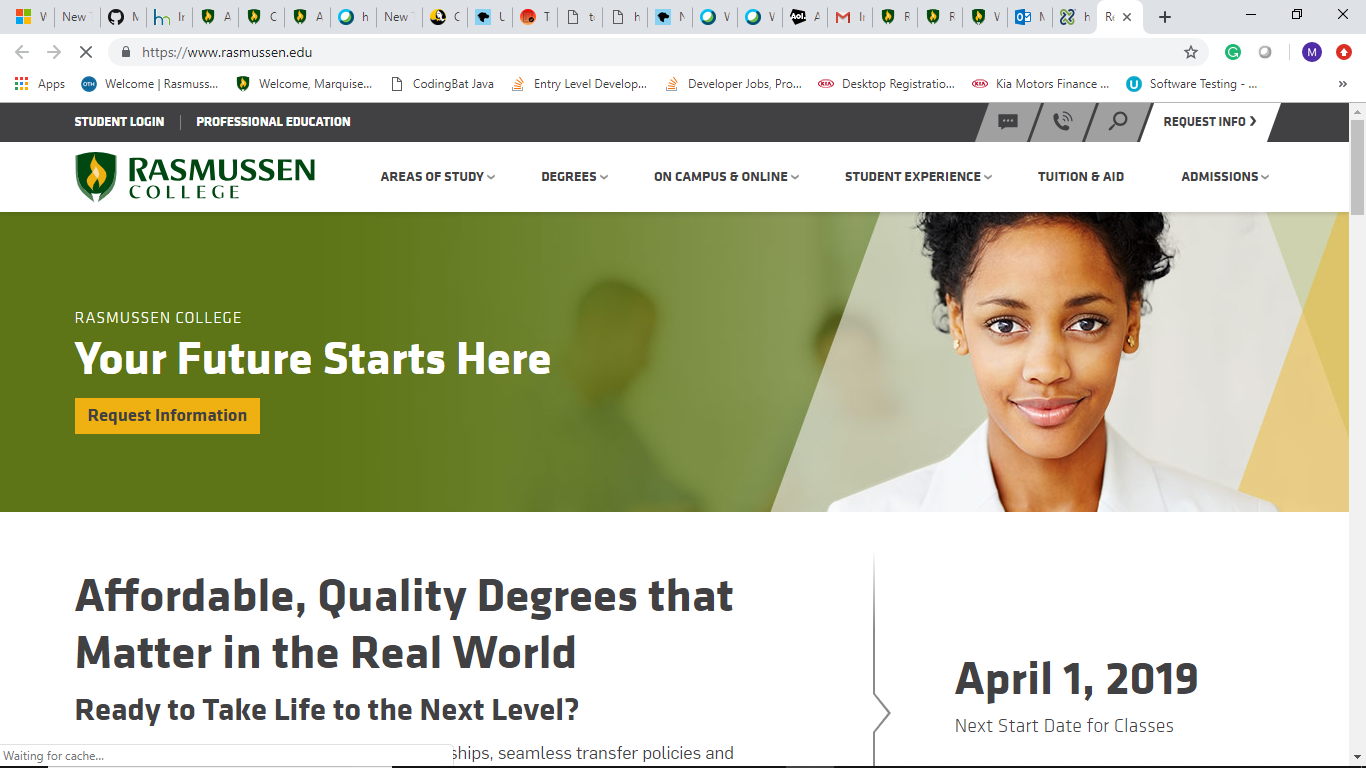 New
New
Aol.
Re
https://www.rasmussen.edu
M
Apps
OTH
Welcome | Rasmuss...
Welcome, Marquise...
CodingBat Java
Entry Level Develop...
Developer Jobs, Pro...
KIA
Desktop Registratio...
KIA
Kia Motors Finance ...
U
Software Testing - ...
»
STUDENT LOGIN
PROFESSIONAL EDUCATION
REQUEST INFO
RASMUSSEN
COLLEGE
AREAS OF STUDY
DEGREES
ON CAMPUS & ONLINE
STUDENT EXPERIENCE
TUITION & AID
ADMISSIONS
RASMUSSEN COLLEGE
Your Future Starts Here
Request Information
Affordable, Quality Degrees that
Matter in the Real World
Ready to Take Life to the Next Level?
ships, seamless transfer policies and
April 1, 2019
Next Start Date for Classes
Waiting for cache...